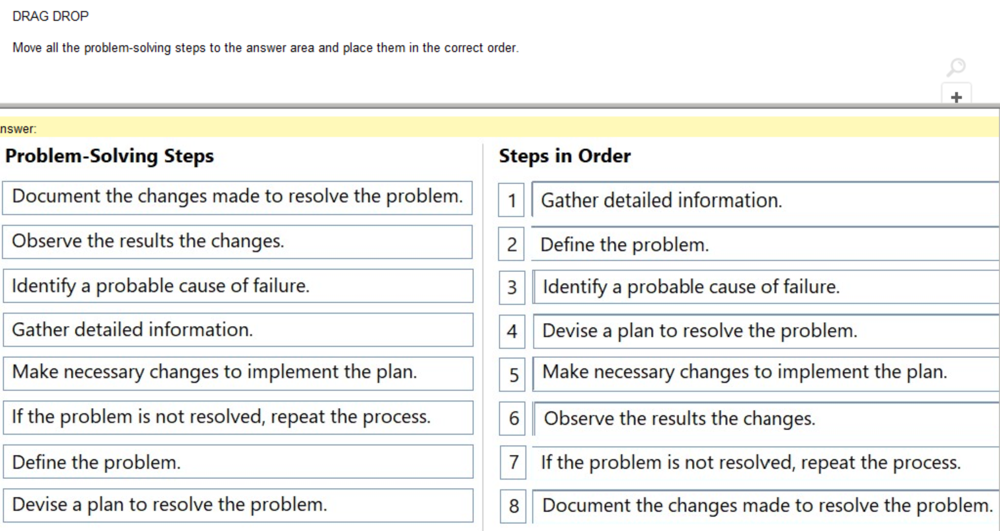 DRAG DROP
Move all the problem-solving steps to the answer area and place them in the correct order.
nswer:
Problem-Solving Steps
Document the changes made to resolve the problem.
Observe the results the changes.
Identify a probable cause of failure.
Gather detailed information.
Make necessary changes to implement the plan.
If the problem is not resolved, repeat the process.
Define the problem.
Devise a plan to resolve the problem.
Steps in Order
1 Gather detailed information.
2 Define the problem.
3 Identify a probable cause of failure.
4 Devise a plan to resolve the problem.
5 Make necessary changes to implement the plan.
6 Observe the results the changes.
7 If the problem is not resolved, repeat the process.
8 Document the changes made to resolve the problem.